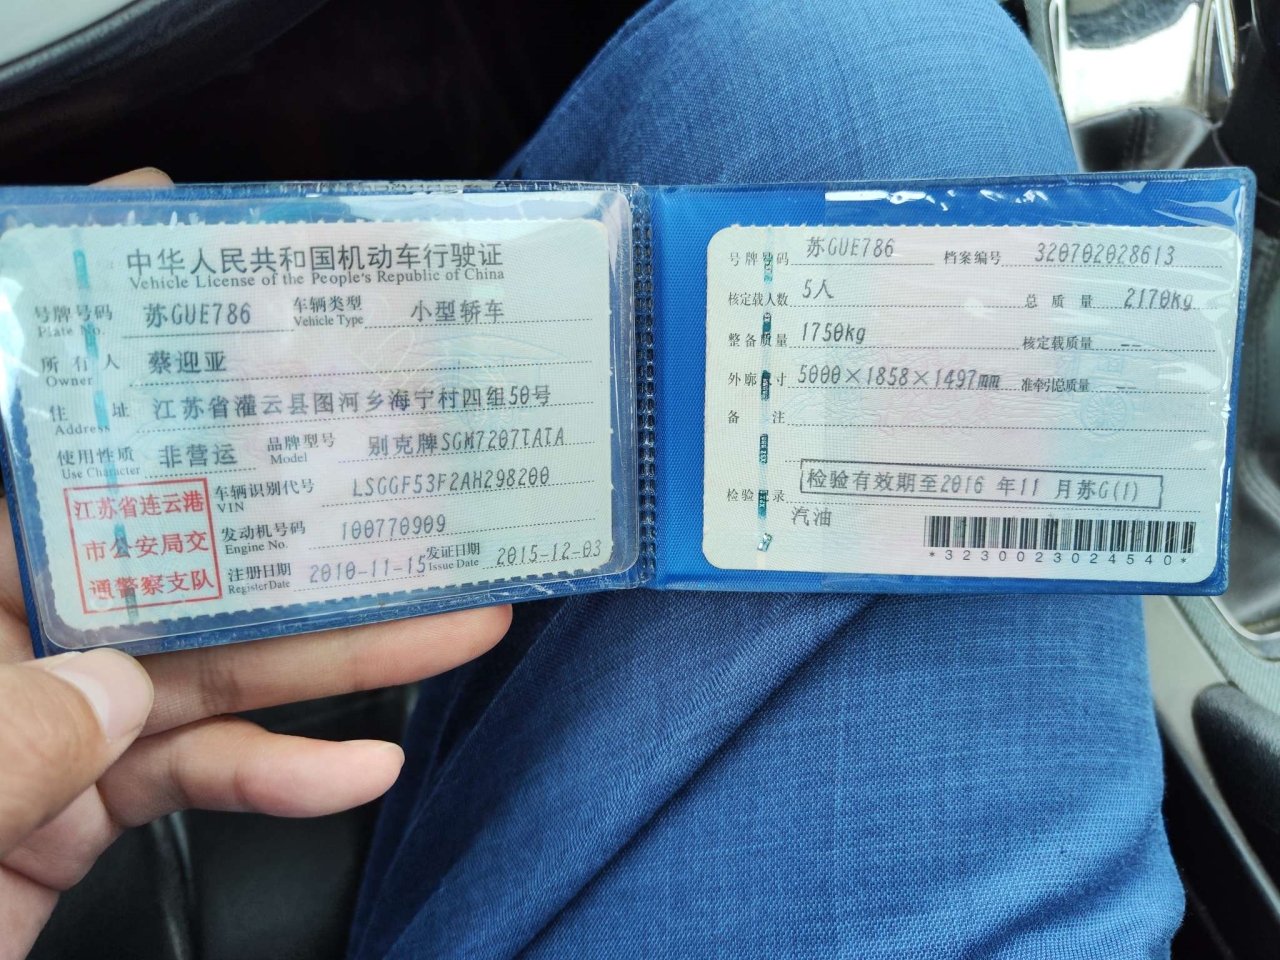 中华人民共和国机动车行驶证
Vehicle License of the People's Republic of China
号牌号码 苏GUE786 车辆类型 小型轿车
Plate No. Vehicle Type
所有人 蔡迎亚
Owner
住址 江苏省灌云县图河乡海宁村四组50号
Address
使用性质 非营运 品牌型号 别克牌SGM7207TATA
Use Character Model
江苏省连云港
市公安局交
通警察支队
车辆识别代号 LSGGF53F2AH298200
VIN
发动机号码 100770909
Engine No.
注册日期 2010-11-15 发证日期 2015-12-03
Register Date Issue Date
号牌号码 苏GUE786 档案编号 320702028613
核定载人数 5人 总质量 2170kg
整备质量 1750kg 核定载质量 --
外廓尺寸 5000×1858×1497mm 准牵引总质量 --
备注
检验记录 检验有效期至2016年11月苏G(1)
汽油
*3230023024540*